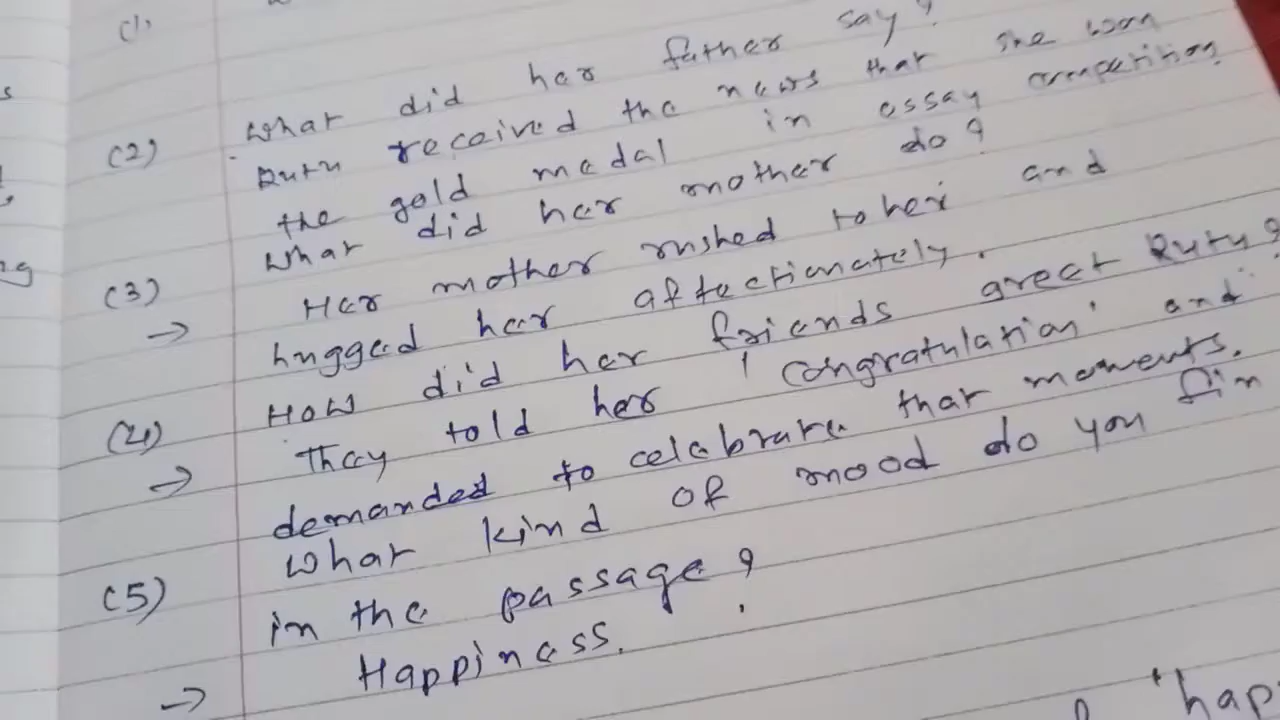 (1)
(2) What did her father say?
Rutu received the news that she won
the gold medal in essay competition.
(3) What did her mother do?
→ Her mother rushed to her and
hugged her affectionately.
(4) How did her friends greet Rutu?
→ They told her 'Congratulation' and
demanded to celebrate that moments.
(5) What kind of mood do you fin
in the passage?
→ Happiness.
'hap